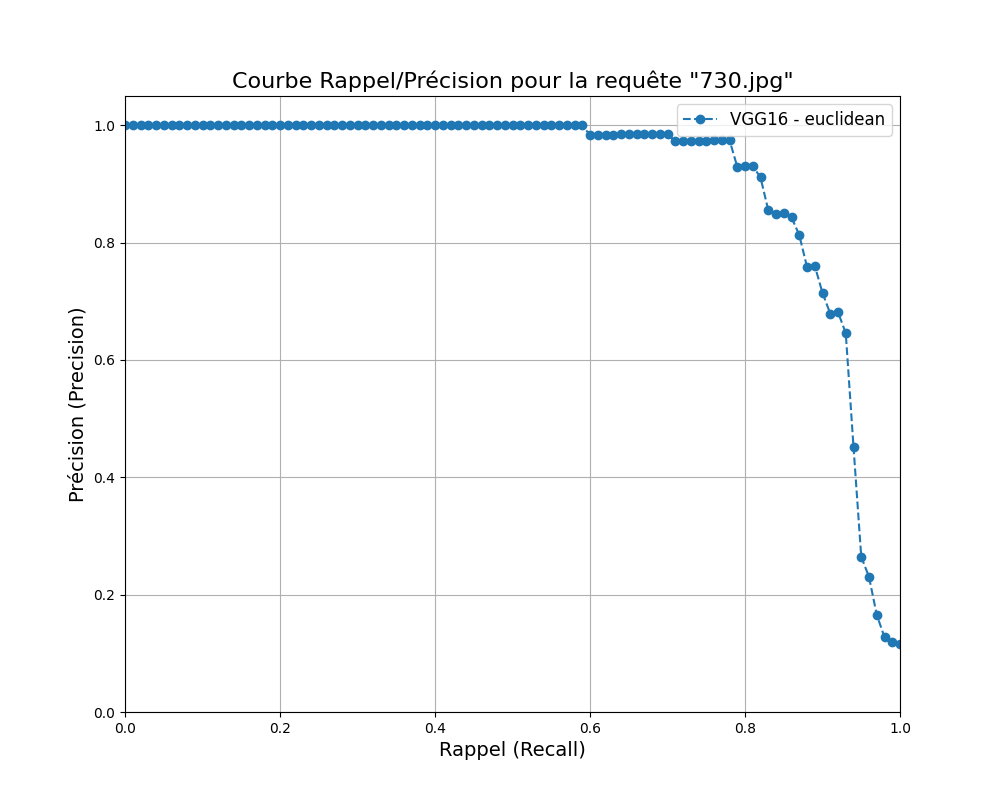 Courbe Rappel/Précision pour la requête "730.jpg"
VGG16 - euclidean
Précision (Precision)
1.0
0.8
0.6
0.4
0.2
0.0
0.0 0.2 0.4 0.6 0.8 1.0
Rappel (Recall)